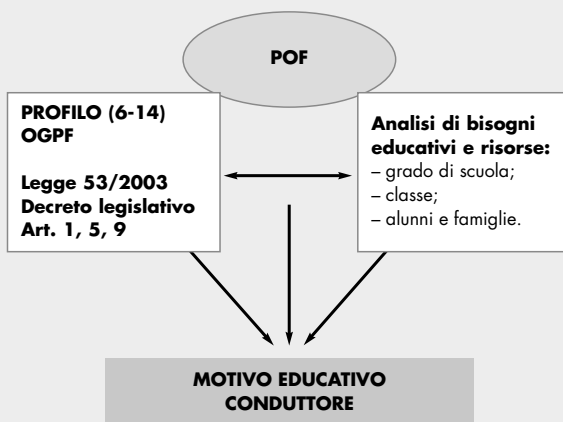 POF
PROFILO (6-14)
OGPF
Legge 53/2003
Decreto legislativo
Art. 1, 5, 9
Analisi di bisogni
educativi e risorse:
– grado di scuola;
– classe;
– alunni e famiglie.
MOTIVO EDUCATIVO
CONDUTTORE